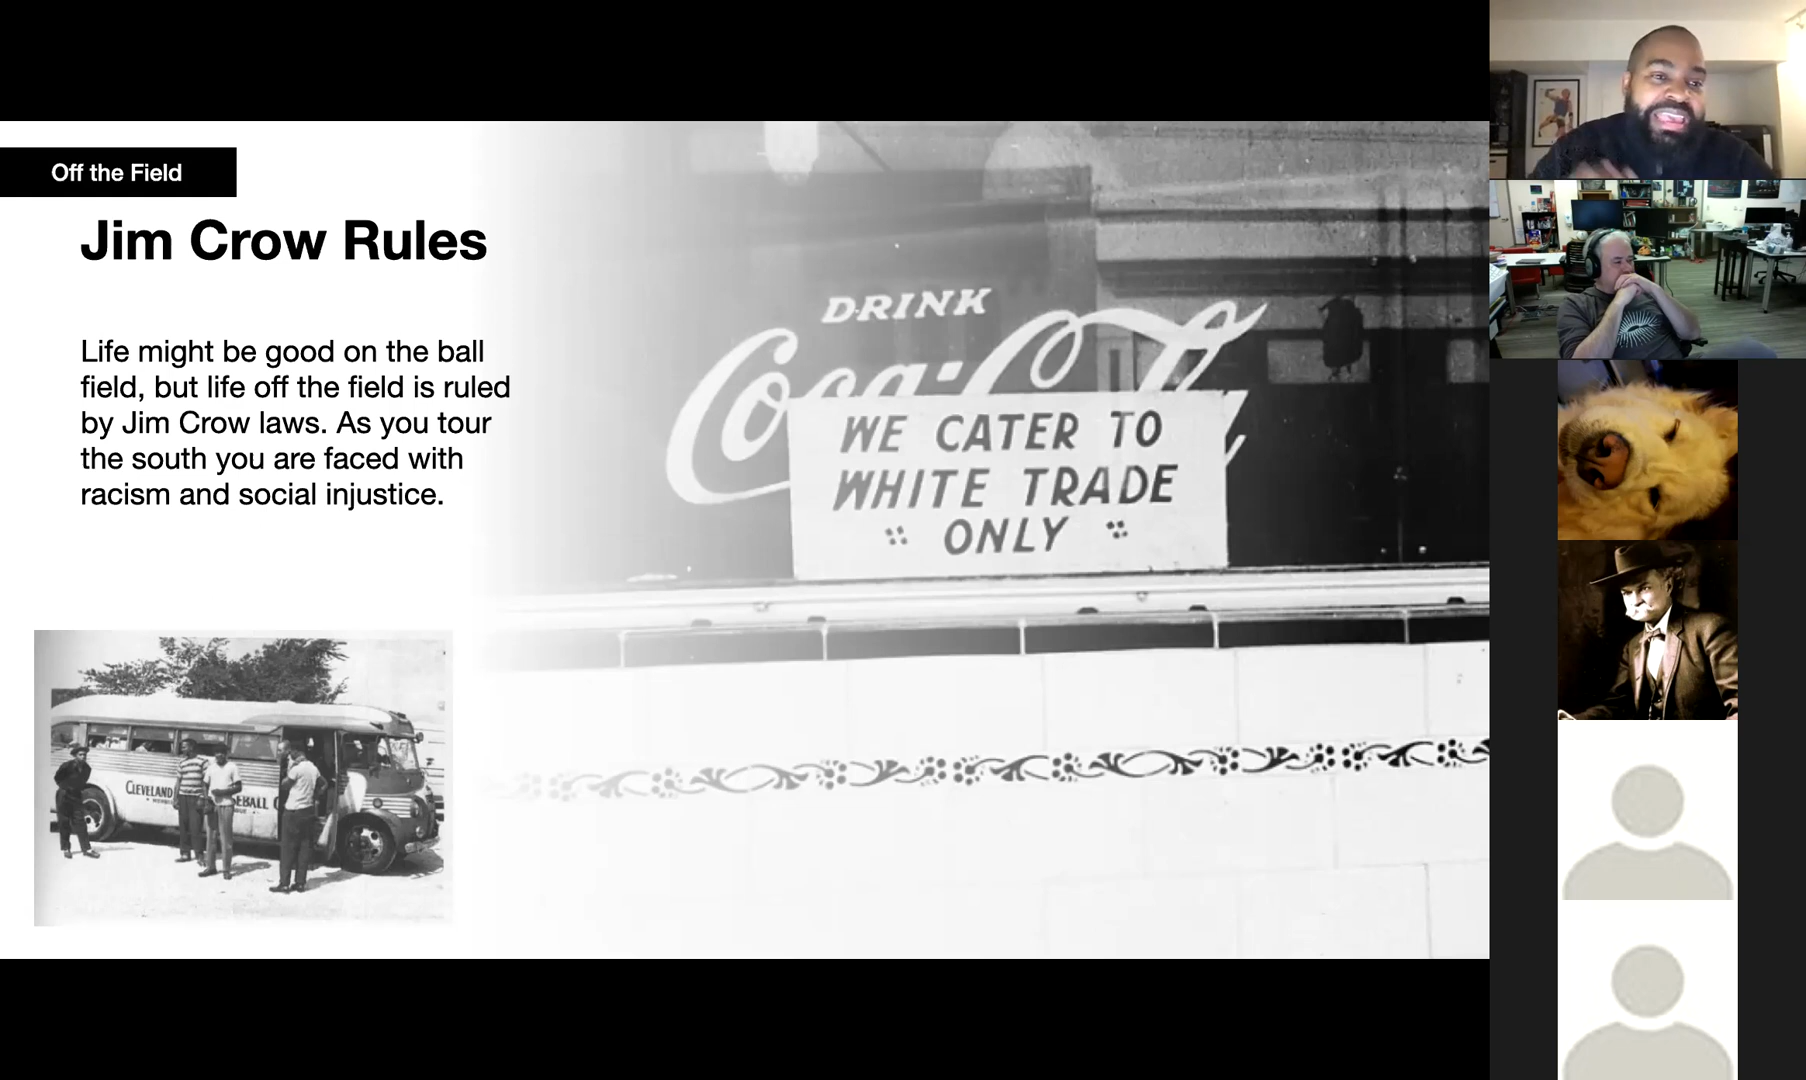 Off the Field
Jim Crow Rules
Life might be good on the ball
field, but life off the field is ruled
by Jim Crow laws. As you tour
the south you are faced with
racism and social injustice.
DRINK
Coca-Co
WE CATER TO
WHITE TRADE
ONLY
CLEVELAND